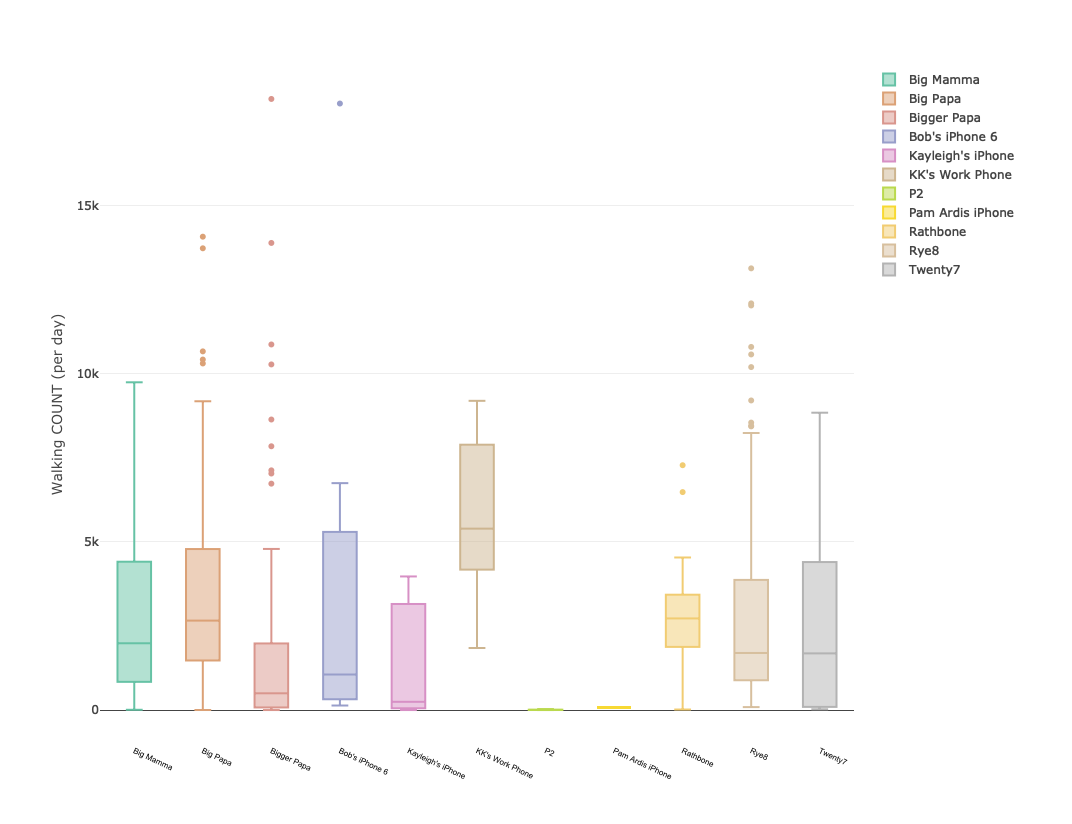 Big Mamma
Big Papa
Bigger Papa
Bob's iPhone 6
Kayleigh's iPhone
KK's Work Phone
P2
Pam Ardis iPhone
Rathbone
Rye8
Twenty7
15k
10k
5k
0
Walking COUNT (per day)
Big Mamma
Big Papa
Bigger Papa
Bob's iPhone 6
Kayleigh's iPhone
KK's Work Phone
P2
Pam Ardis iPhone
Rathbone
Rye8
Twenty7